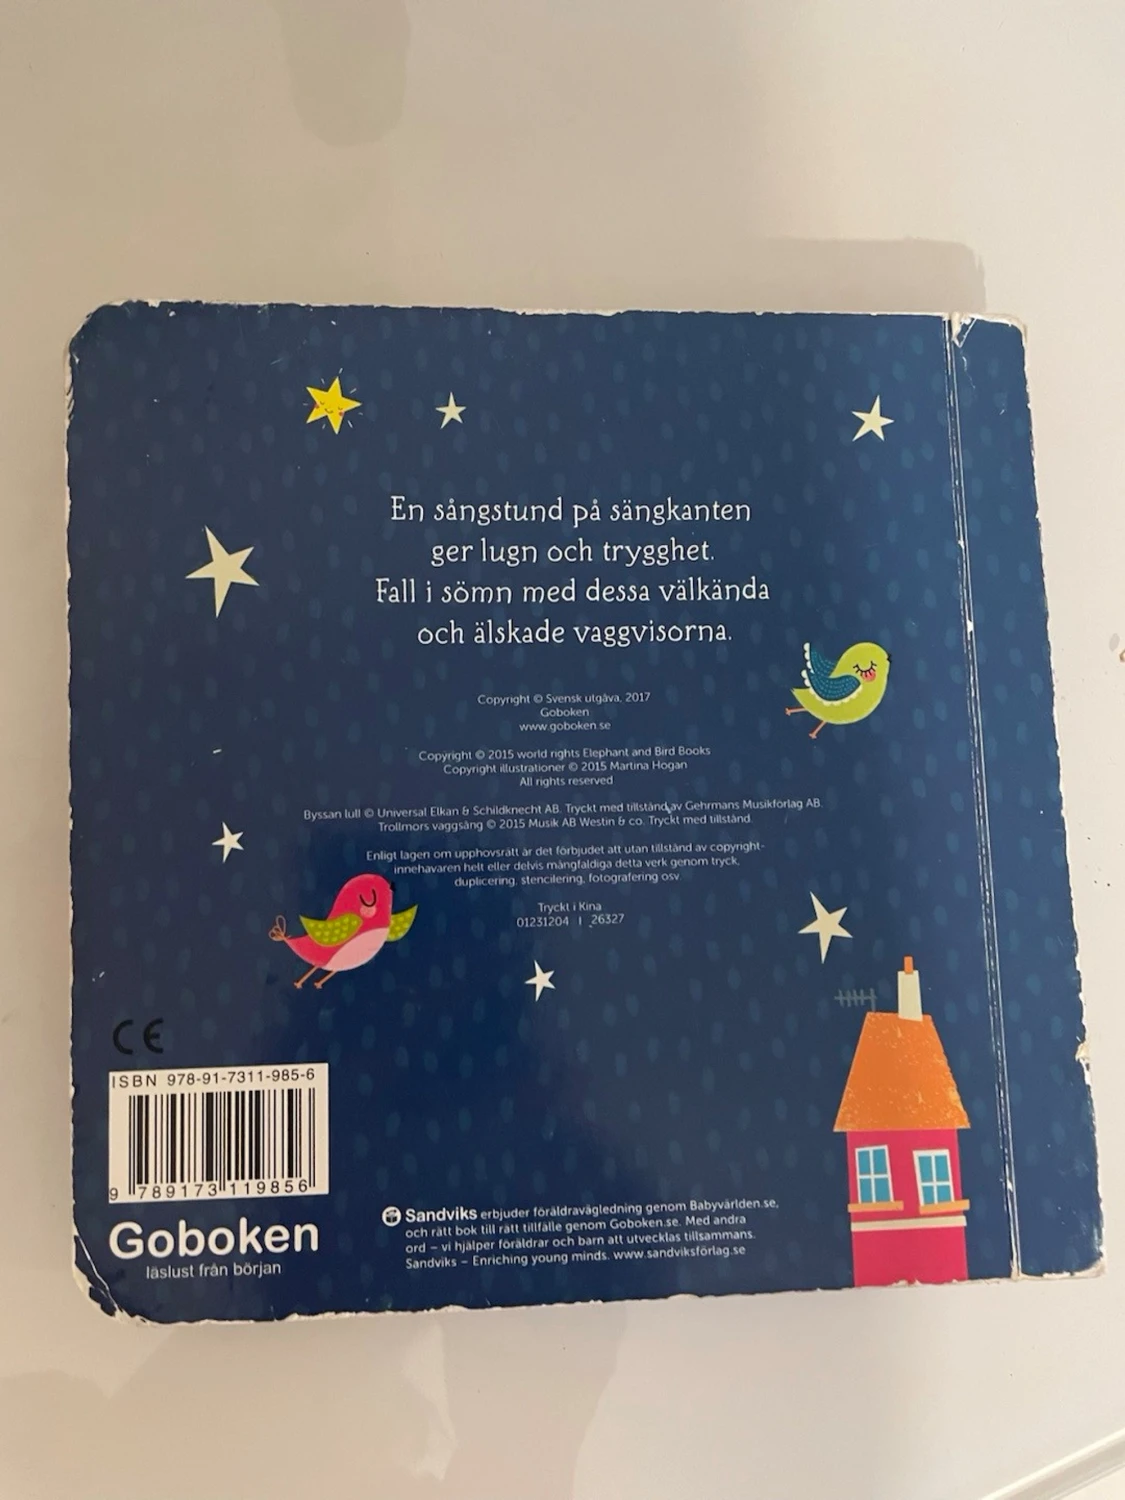 En sångstund på sängkanten
ger lugn och trygghet.
Fall i sömn med dessa välkända
och älskade vaggvisorna.
Copyright © Svensk utgåva, 2017
Goboken
www.goboken.se
Copyright © 2015 world rights Elephant and Bird Books
Copyright illustrationer © 2015 Martina Hogan
All rights reserved
Byssan lull © Universal Elkan & Schildknecht AB. Tryckt med tillstånd av Gehrmans Musikförlag AB.
Trollmors vaggsång © 2015 Musik AB Westin & co. Tryckt med tillstånd.
Enligt lagen om upphovsrätt är det förbjudet att utan tillstånd av copyright-
innehavaren helt eller delvis mångfaldiga detta verk genom tryck,
duplicering, stencilering, fotografering osv.
Tryckt i Kina
01231204 | 26327
CE
ISBN 978-91-7311-985-6
9 789173 119856
Goboken
läslust från början
Sandviks erbjuder föräldravägledning genom Babyvärlden.se,
och rätt bok till rätt tillfälle genom Goboken.se. Med andra
ord – vi hjälper föräldrar och barn att utvecklas tillsammans.
Sandviks – Enriching young minds. www.sandviksförlag.se